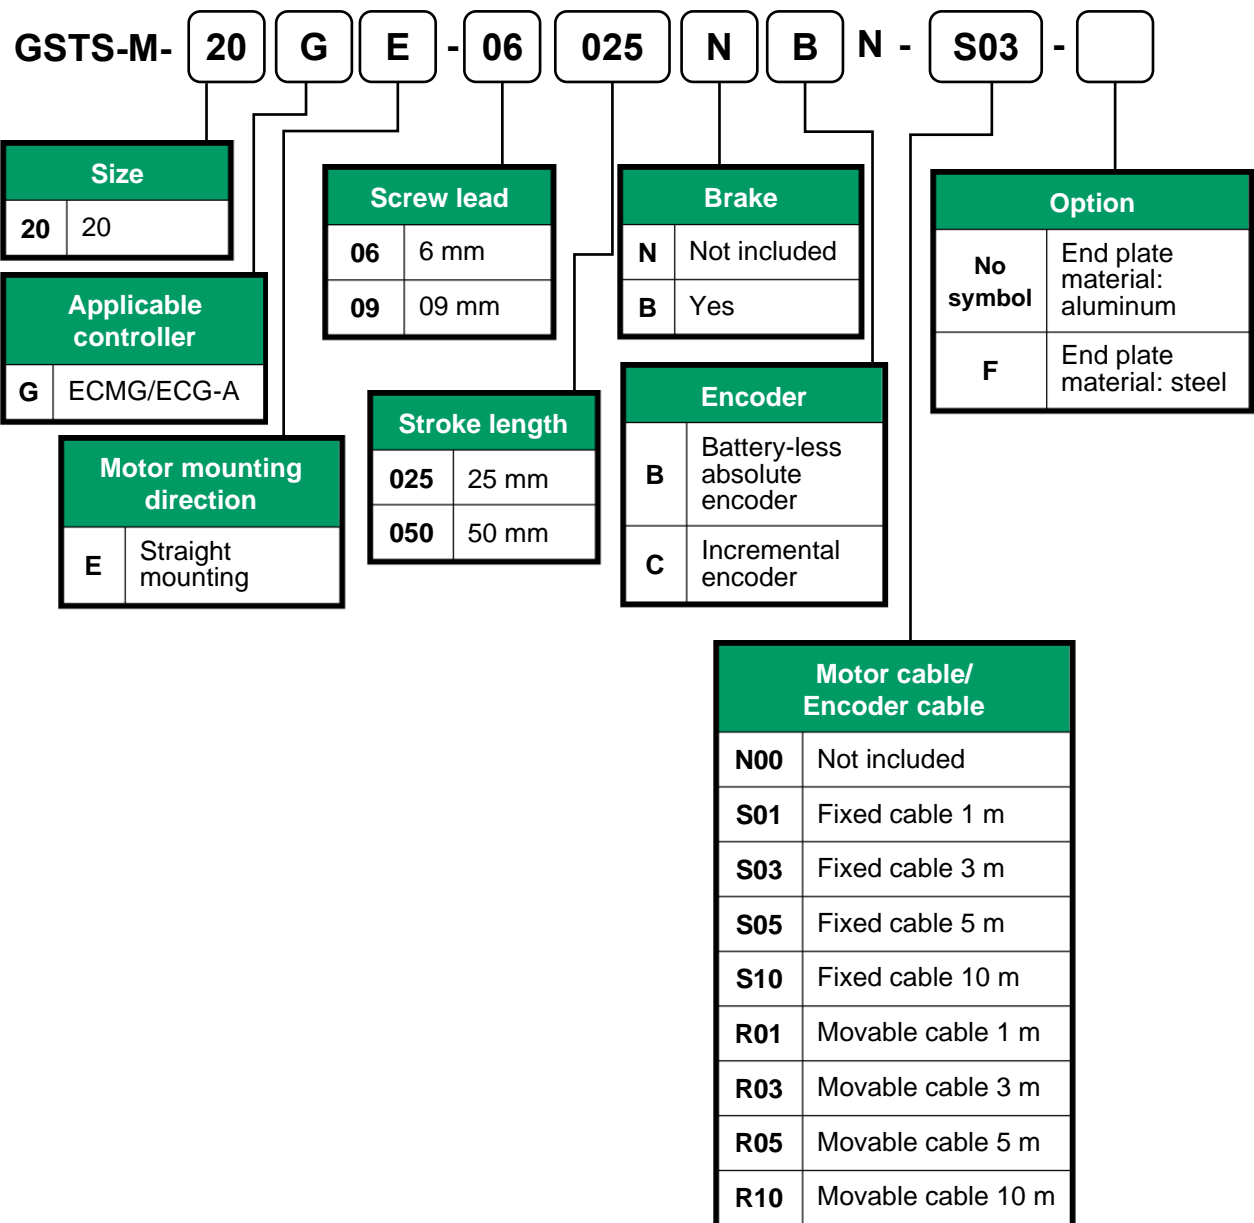 GSTS-M- 20 G E - 06 025 N B N - S03 -
Size
20 20
Applicable
controller
G ECMG/ECG-A
Motor mounting
direction
E Straight
mounting
Screw lead
06 6 mm
09 09 mm
Stroke length
025 25 mm
050 50 mm
Brake
N Not included
B Yes
Encoder
B Battery-less
absolute
encoder
C Incremental
encoder
Motor cable/
Encoder cable
N00 Not included
S01 Fixed cable 1 m
S03 Fixed cable 3 m
S05 Fixed cable 5 m
S10 Fixed cable 10 m
R01 Movable cable 1 m
R03 Movable cable 3 m
R05 Movable cable 5 m
R10 Movable cable 10 m
Option
No
symbol
End plate
material:
aluminum
F End plate
material: steel